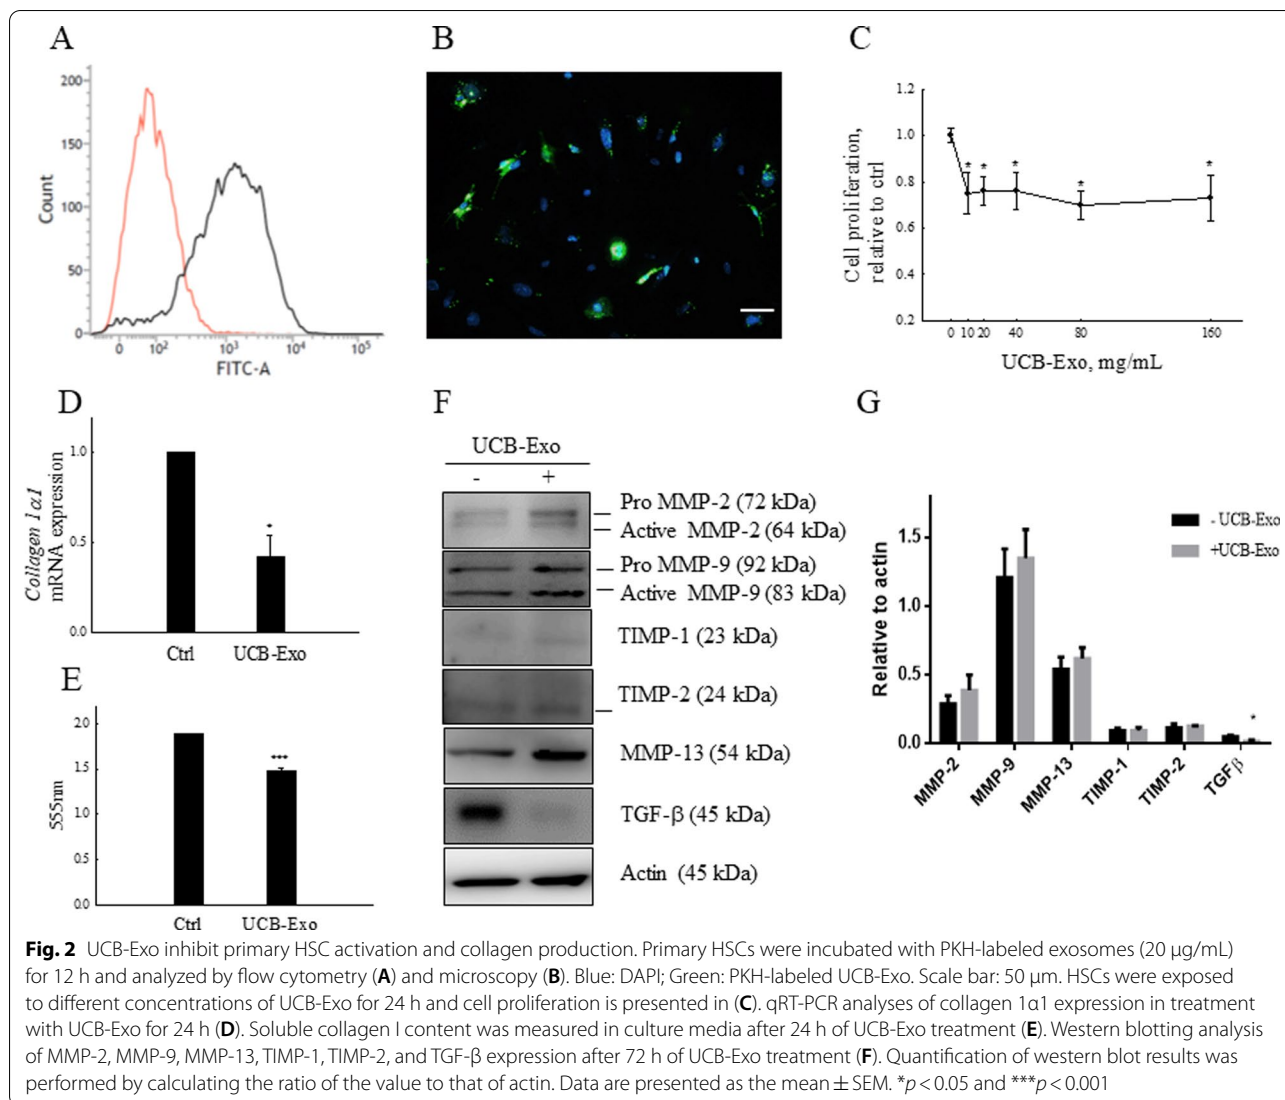 A
200
150
100
50
0
Count
0 10² 10³ 10⁴ 10⁵
FITC-A
B
C
1.0
0.8
0.6
0.4
0.2
Cell proliferation,
relative to ctrl
* * * * *
0 10 20 40 80 160
UCB-Exo, mg/mL
D
1.0
0.5
0.0
Collagen 1α1
mRNA expression
*
Ctrl UCB-Exo
E
2.0
1.5
1.0
0.5
0.0
555nm
***
Ctrl UCB-Exo
F
UCB-Exo
- +
Pro MMP-2 (72 kDa)
Active MMP-2 (64 kDa)
Pro MMP-9 (92 kDa)
Active MMP-9 (83 kDa)
TIMP-1 (23 kDa)
TIMP-2 (24 kDa)
MMP-13 (54 kDa)
TGF-β (45 kDa)
Actin (45 kDa)
G
- UCB-Exo
+UCB-Exo
1.5
1.0
0.5
0.0
Relative to actin
*
MMP-2 MMP-9 MMP-13 TIMP-1 TIMP-2 TGFβ
Fig. 2 UCB-Exo inhibit primary HSC activation and collagen production. Primary HSCs were incubated with PKH-labeled exosomes (20 μg/mL)
for 12 h and analyzed by flow cytometry (A) and microscopy (B). Blue: DAPI; Green: PKH-labeled UCB-Exo. Scale bar: 50 μm. HSCs were exposed
to different concentrations of UCB-Exo for 24 h and cell proliferation is presented in (C). qRT-PCR analyses of collagen 1α1 expression in treatment
with UCB-Exo for 24 h (D). Soluble collagen I content was measured in culture media after 24 h of UCB-Exo treatment (E). Western blotting analysis
of MMP-2, MMP-9, MMP-13, TIMP-1, TIMP-2, and TGF-β expression after 72 h of UCB-Exo treatment (F). Quantification of western blot results was
performed by calculating the ratio of the value to that of actin. Data are presented as the mean ± SEM. *p < 0.05 and ***p < 0.001